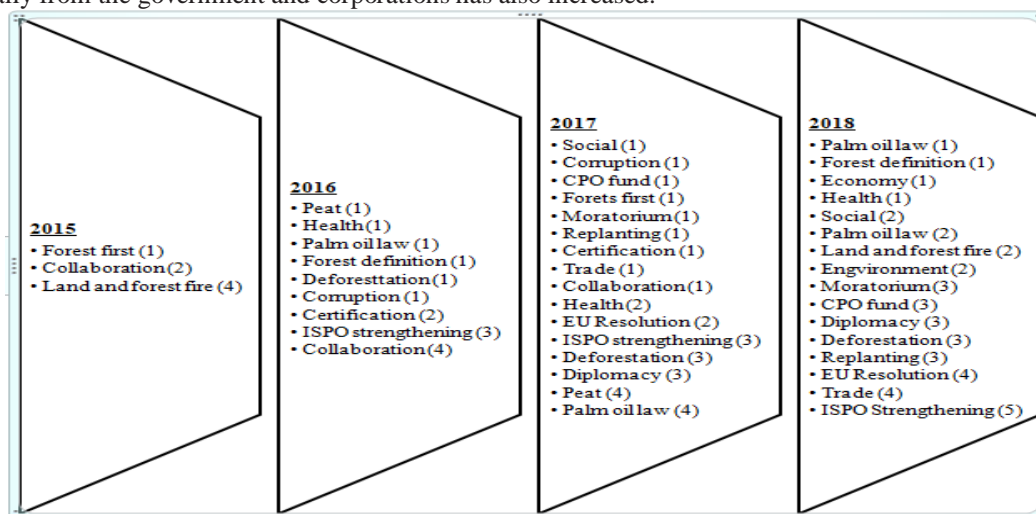 any from the government and corporations has also increased.
2015
• Forest first (1)
• Collaboration (2)
• Land and forest fire (4)
2016
• Peat (1)
• Health (1)
• Palm oil law (1)
• Forest definition (1)
• Deforesttation (1)
• Corruption (1)
• Certification (2)
• ISPO strengthening (3)
• Collaboration (4)
2017
• Social (1)
• Corruption (1)
• CPO fund (1)
• Forets first (1)
• Moratorium (1)
• Replanting (1)
• Certification (1)
• Trade (1)
• Collaboration (1)
• Health (2)
• EU Resolution (2)
• ISPO strengthening (3)
• Deforestation (3)
• Diplomacy (3)
• Peat (4)
• Palm oil law (4)
2018
• Palm oil law (1)
• Forest definition (1)
• Economy (1)
• Health (1)
• Social (2)
• Palm oil law (2)
• Land and forest fire (2)
• Engvironment (2)
• Moratorium (3)
• CPO fund (3)
• Diplomacy (3)
• Deforestation (3)
• Replanting (3)
• EU Resolution (4)
• Trade (4)
• ISPO Strengthening (5)